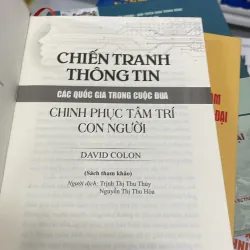 CHIẾN TRANH
THÔNG TIN
CÁC QUỐC GIA TRONG CUỘC ĐUA
CHINH PHỤC TÂM TRÍ
CON NGƯỜI
DAVID COLON
(Sách tham khảo)
Người dịch: Trịnh Thị Thu Thủy
Nguyễn Thị Thu Hòa